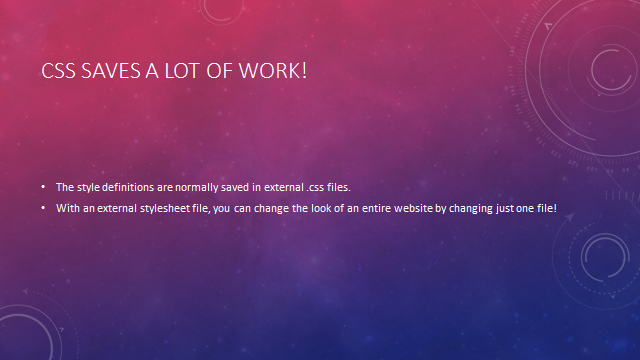 CSS SAVES A LOT OF WORK!
• The style definitions are normally saved in external .css files.
• With an external stylesheet file, you can change the look of an entire website by changing just one file!